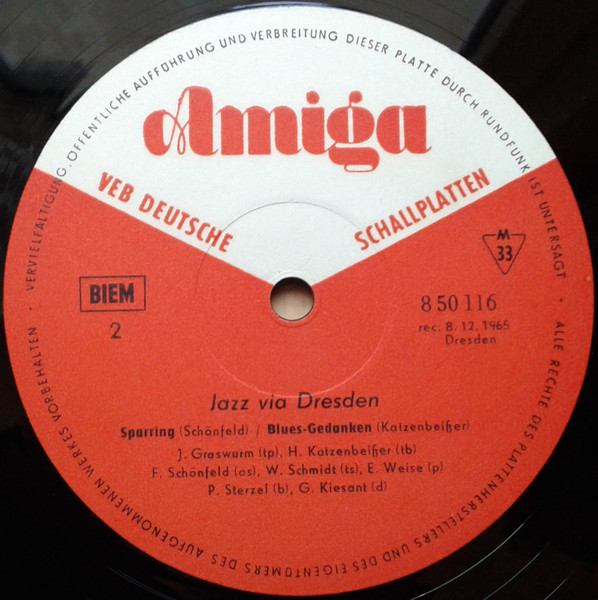 VERVIELFÄLTIGUNG, ÖFFENTLICHE AUFFÜHRUNG UND VERBREITUNG DIESER PLATTE DURCH RUNDFUNK IST UNTERSAGT • ALLE RECHTE DES PLATTENHERSTELLERS UND DES EIGENTÜMERS DES AUFGENOMMENEN WERKES VORBEHALTEN •
Amiga
VEB DEUTSCHE
SCHALLPLATTEN
M
33
BIEM
2
8 50 116
rec. 8. 12. 1965
Dresden
Jazz via Dresden
Sparring (Schönfeld) / Blues-Gedanken (Katzenbeißer)
J. Graswurm (tp), H. Katzenbeißer (tb)
F. Schönfeld (as), W. Schmidt (ts), E. Weise (p)
P. Sterzel (b), G. Kiesant (d)